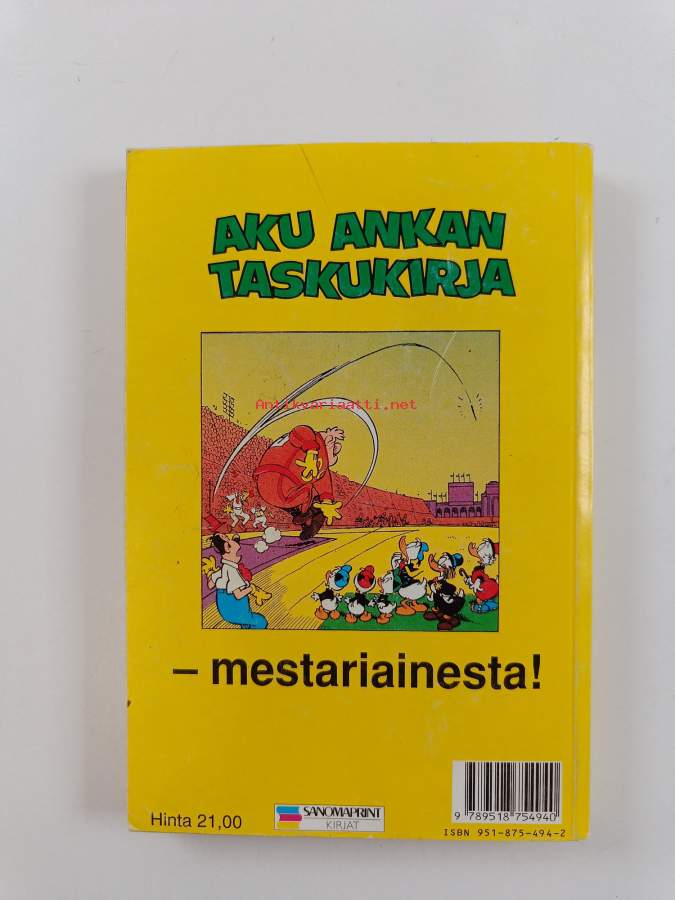 AKU ANKAN
TASKUKIRJA
Antikvariaatti.net
– mestariainesta!
Hinta 21,00
SANOMAPRINT
KIRJAT
9 789518 754940
ISBN 951-875-494-2